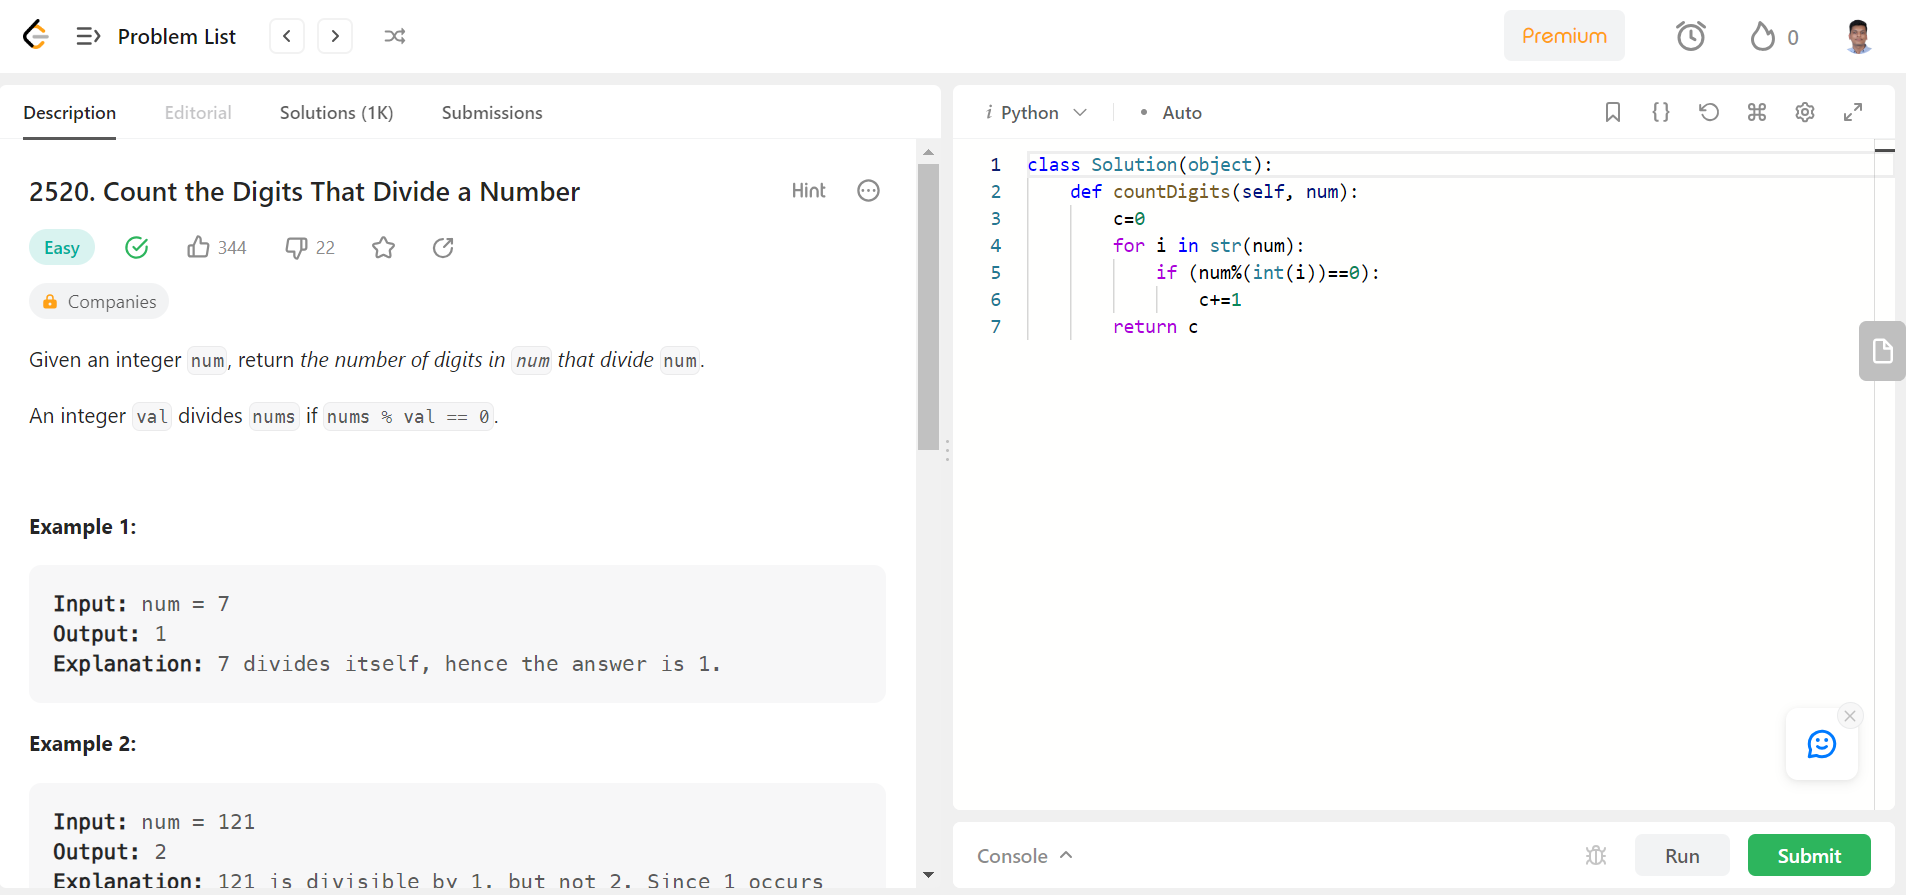 Problem List
Premium
0
Description Editorial Solutions (1K) Submissions
2520. Count the Digits That Divide a Number
Hint
Easy
344
22
Companies
Given an integer num, return the number of digits in num that divide num.
An integer val divides nums if nums % val == 0.
Example 1:
Input: num = 7
Output: 1
Explanation: 7 divides itself, hence the answer is 1.
Example 2:
Input: num = 121
Output: 2
Explanation: 121 is divisible by 1, but not 2. Since 1 occurs
i Python • Auto
1 class Solution(object):
2 def countDigits(self, num):
3 c=0
4 for i in str(num):
5 if (num%(int(i))==0):
6 c+=1
7 return c
Console
Run
Submit